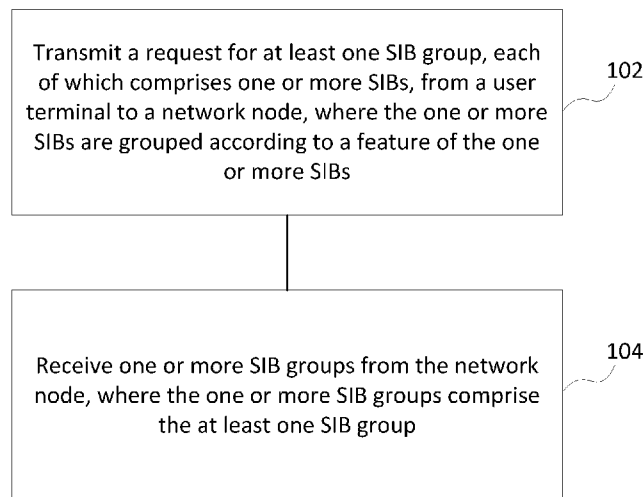 Transmit a request for at least one SIB group, each
of which comprises one or more SIBs, from a user
terminal to a network node, where the one or more
SIBs are grouped according to a feature of the one
or more SIBs
102
Receive one or more SIB groups from the network
node, where the one or more SIB groups comprise
the at least one SIB group
104